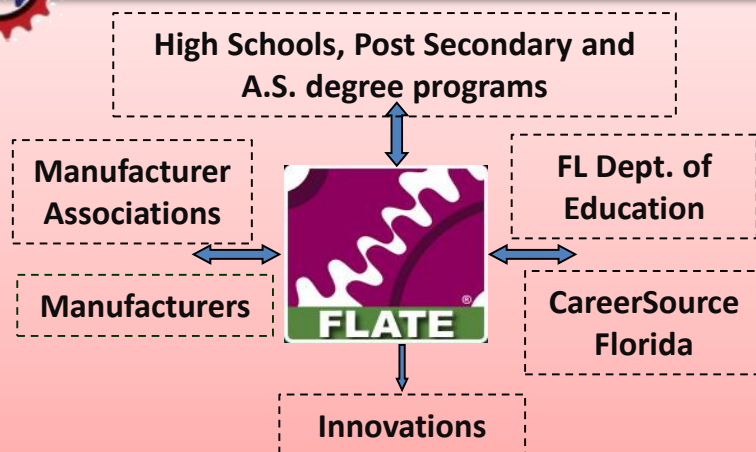 High Schools, Post Secondary and
A.S. degree programs
Manufacturer
Associations
FL Dept. of
Education
Manufacturers
®
FLATE
CareerSource
Florida
Innovations